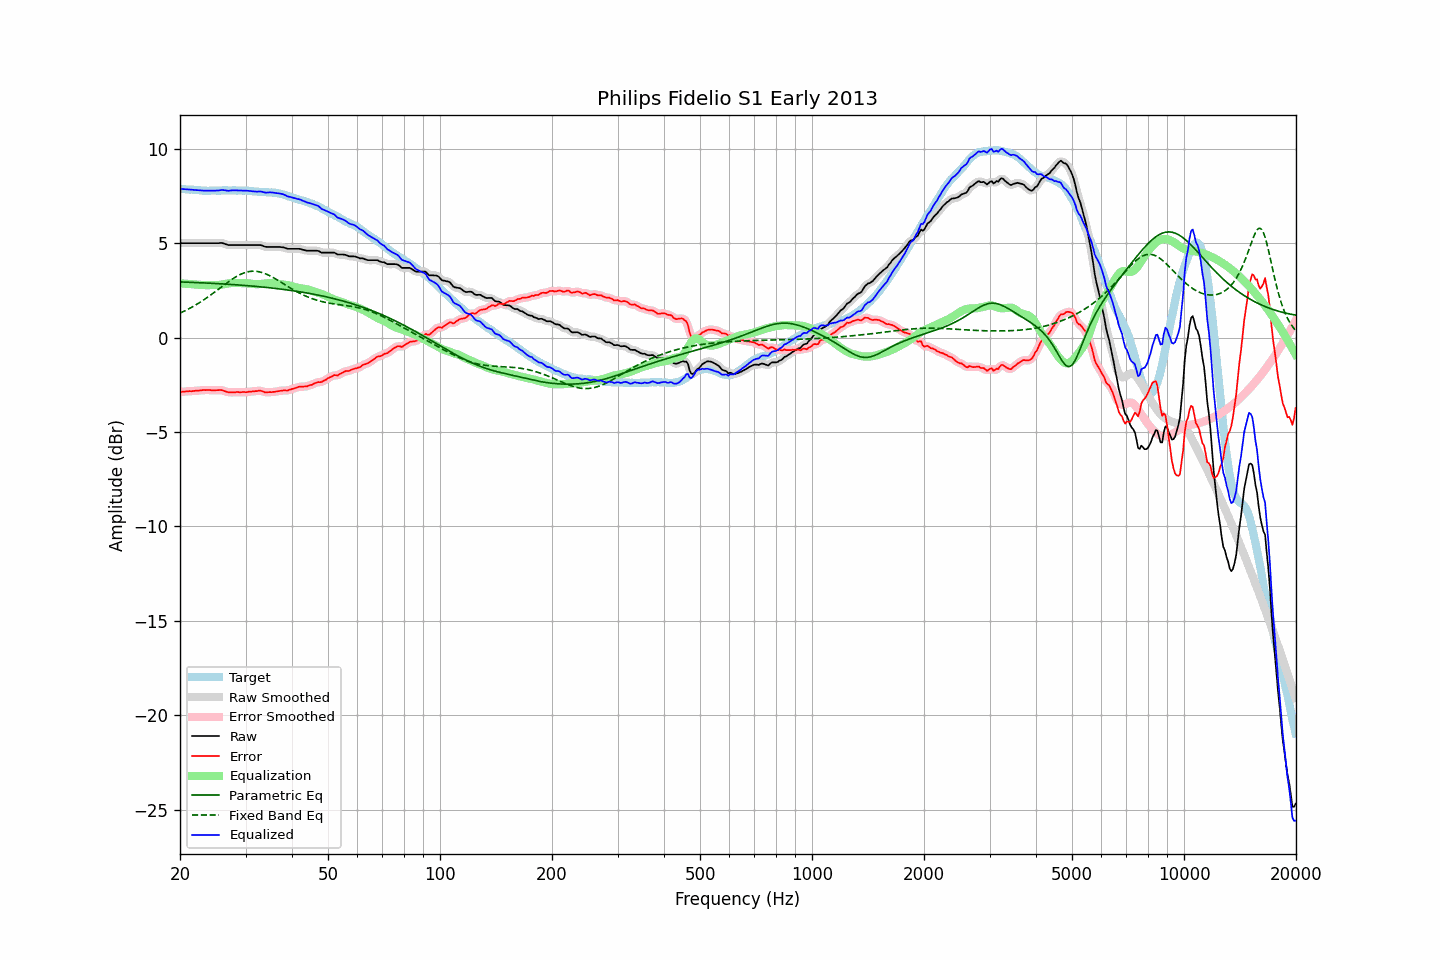 Philips Fidelio S1 Early 2013
Amplitude (dBr)
10
5
0
−5
−10
−15
−20
−25
Target
Raw Smoothed
Error Smoothed
Raw
Error
Equalization
Parametric Eq
Fixed Band Eq
Equalized
20
50
100
200
500
1000
2000
5000
10000
20000
Frequency (Hz)